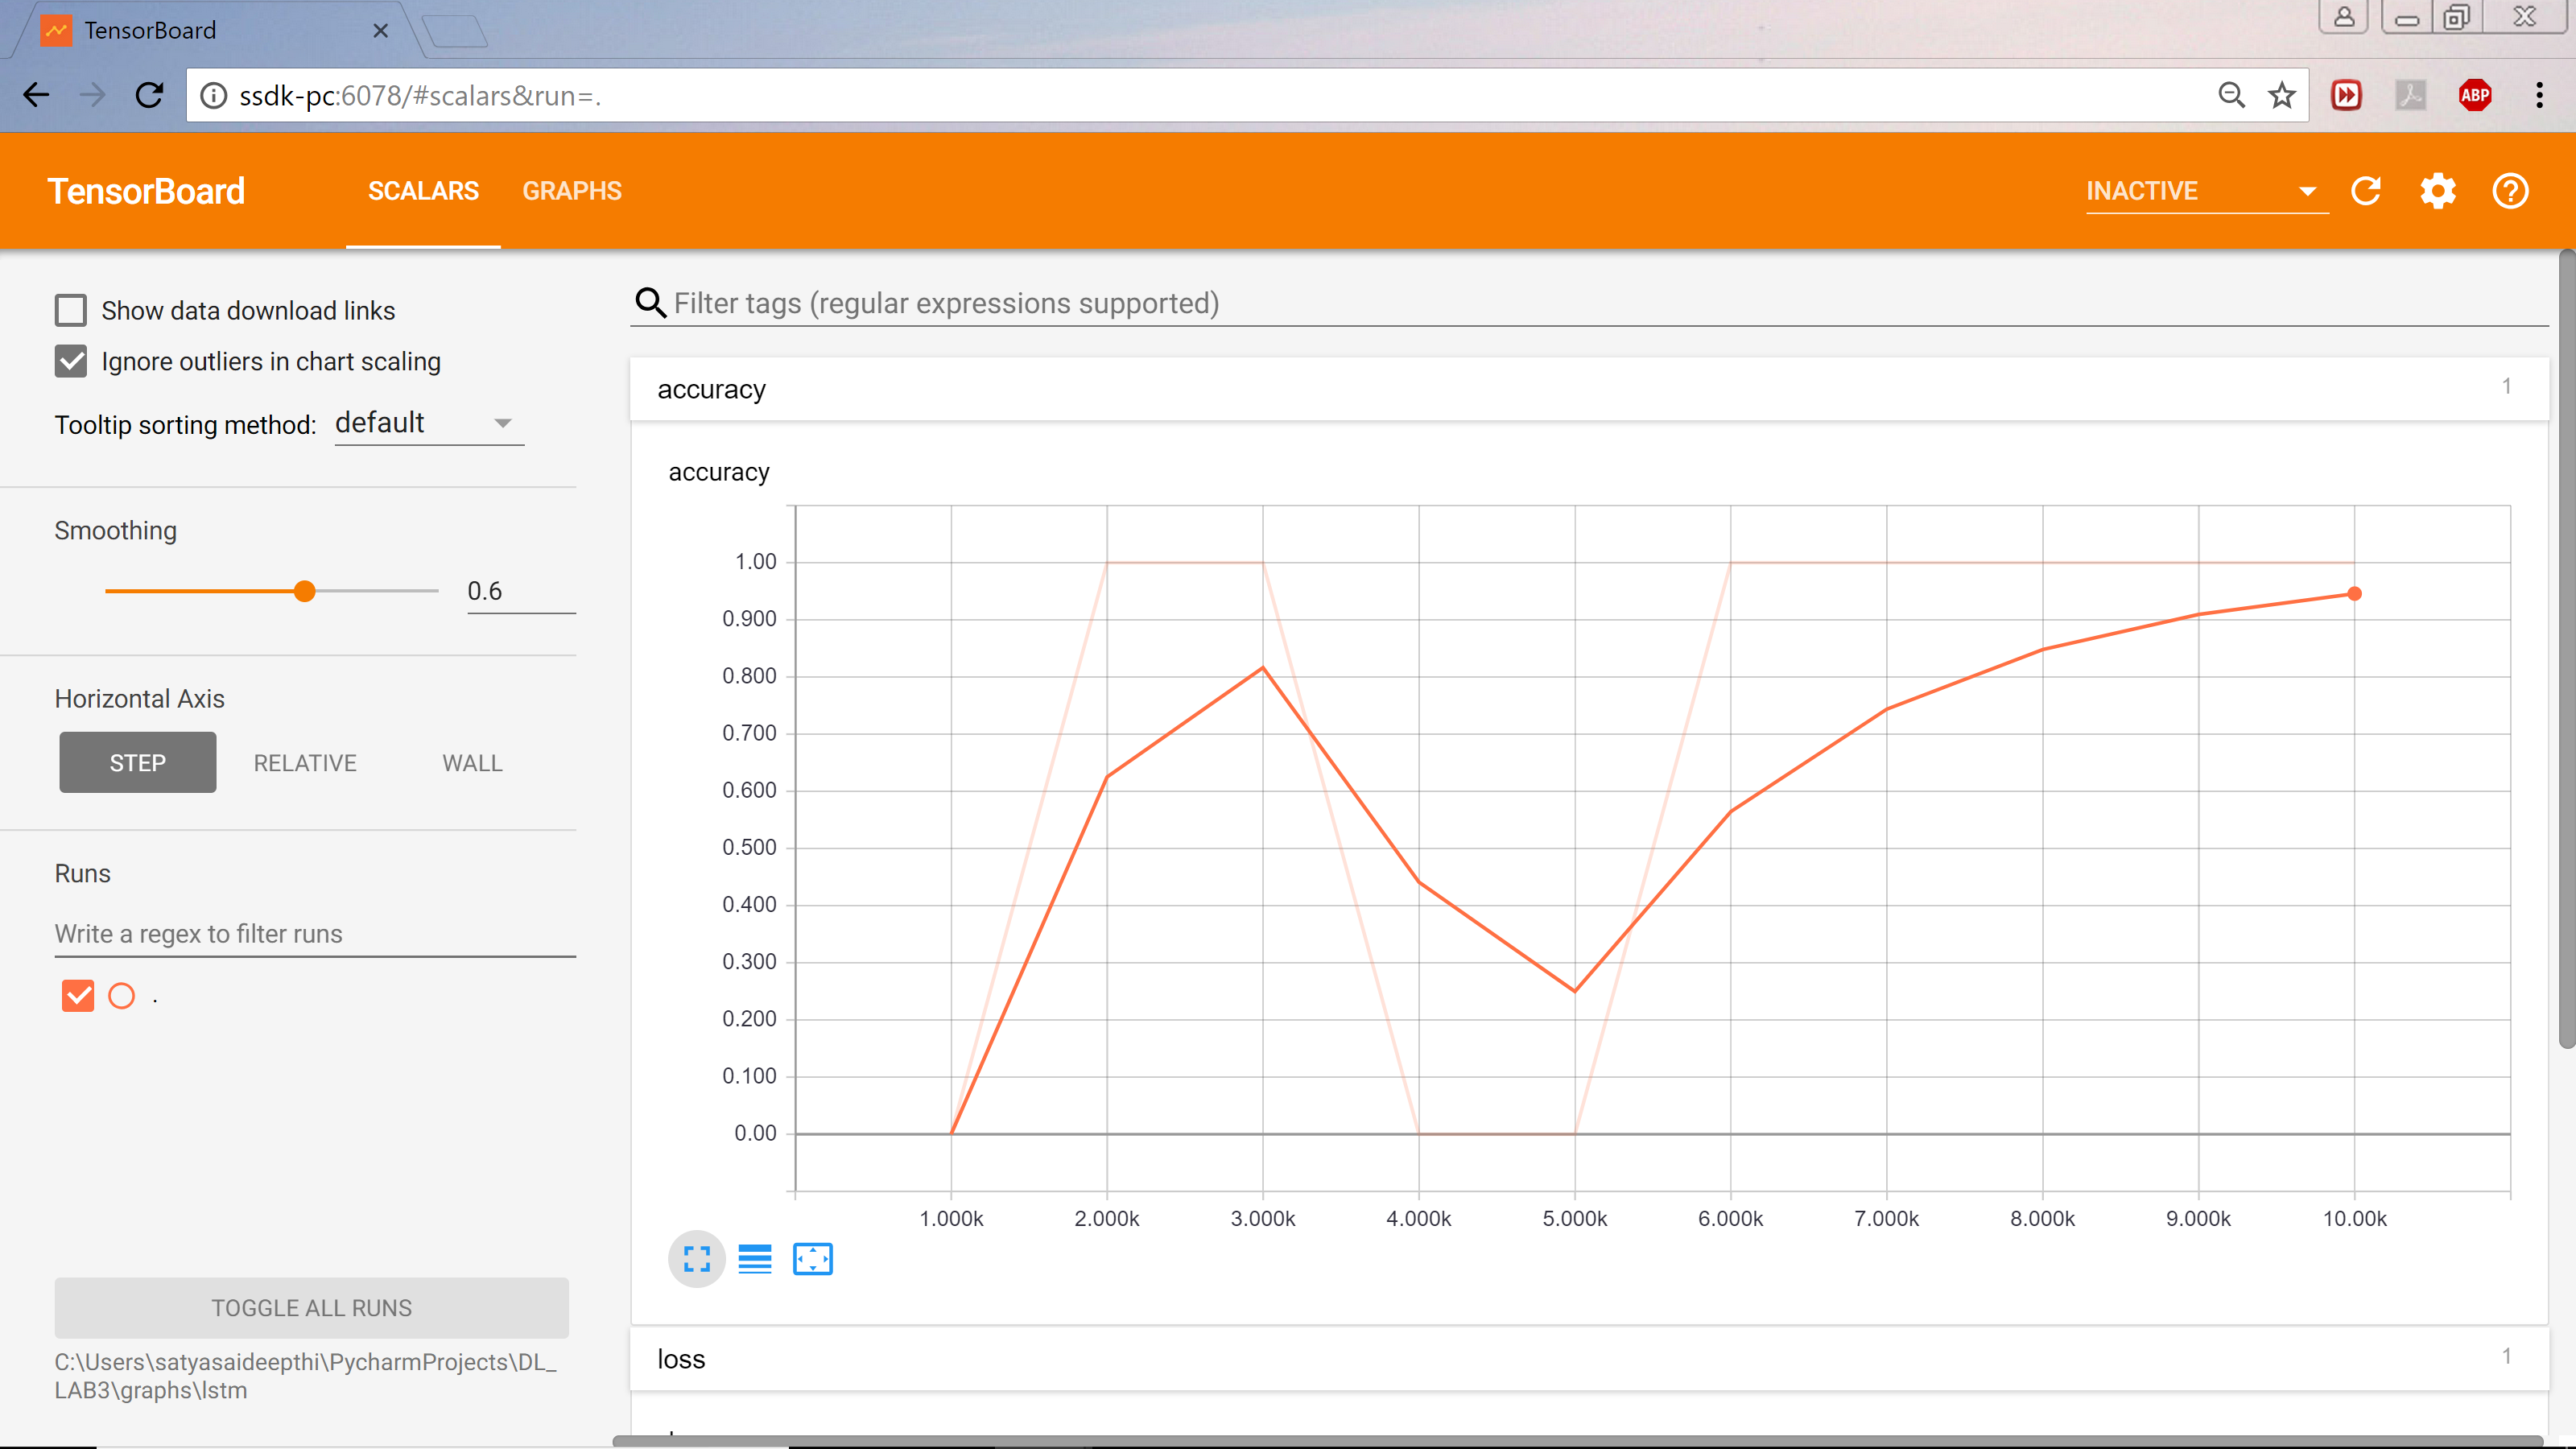 TensorBoard
ssdk-pc:6078/#scalars&run=.
ABP
TensorBoard SCALARS GRAPHS INACTIVE
Show data download links
Ignore outliers in chart scaling
Tooltip sorting method: default
Smoothing
0.6
Horizontal Axis
STEP RELATIVE WALL
Runs
Write a regex to filter runs
.
TOGGLE ALL RUNS
C:\Users\satyasaideepthi\PycharmProjects\DL_
LAB3\graphs\lstm
Filter tags (regular expressions supported)
accuracy 1
accuracy
1.00
0.900
0.800
0.700
0.600
0.500
0.400
0.300
0.200
0.100
0.00
1.000k 2.000k 3.000k 4.000k 5.000k 6.000k 7.000k 8.000k 9.000k 10.00k
loss 1